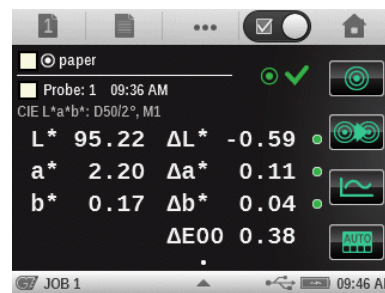 1
paper
Probe: 1 09:36 AM
CIE L*a*b*: D50/2°, M1
L* 95.22 ΔL* -0.59
a* 2.20 Δa* 0.11
b* 0.17 Δb* 0.04
ΔE00 0.38
AUTO
JOB 1 09:46 A